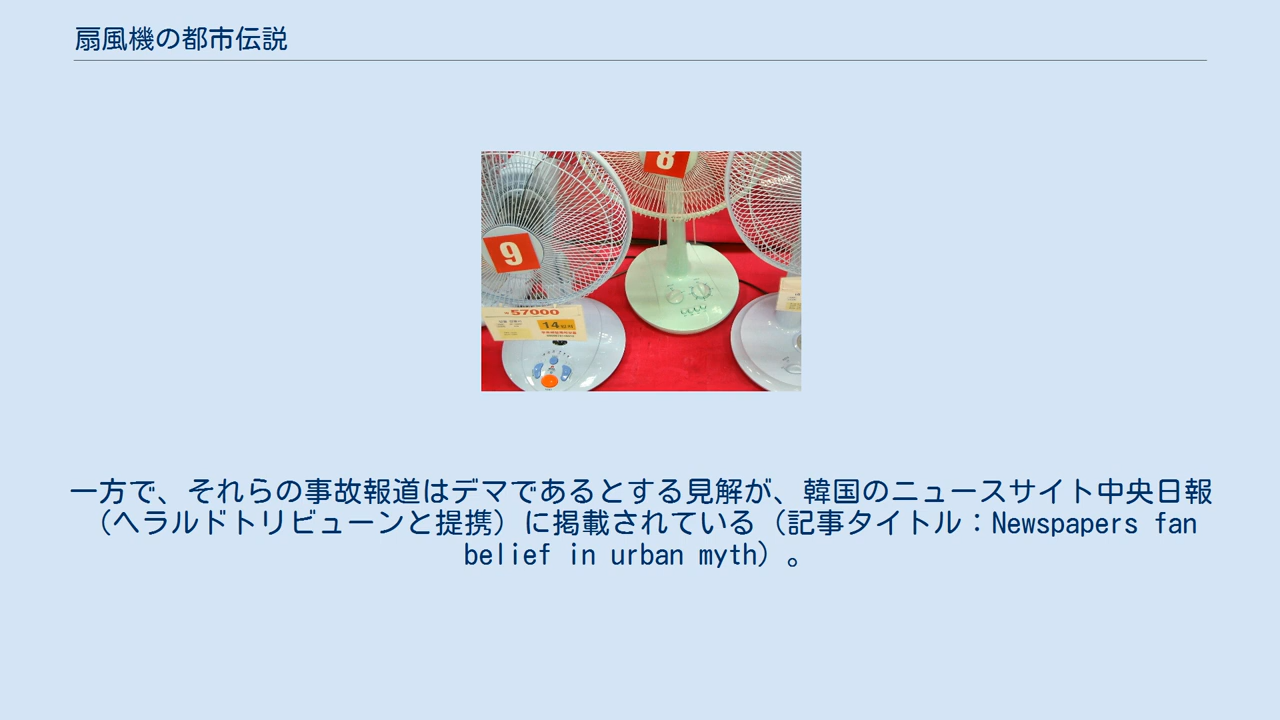 扇風機の都市伝説
8
9
57000
14
一方で、それらの事故報道はデマであるとする見解が、韓国のニュースサイト中央日報
（ヘラルドトリビューンと提携）に掲載されている（記事タイトル：Newspapers fan
belief in urban myth）。